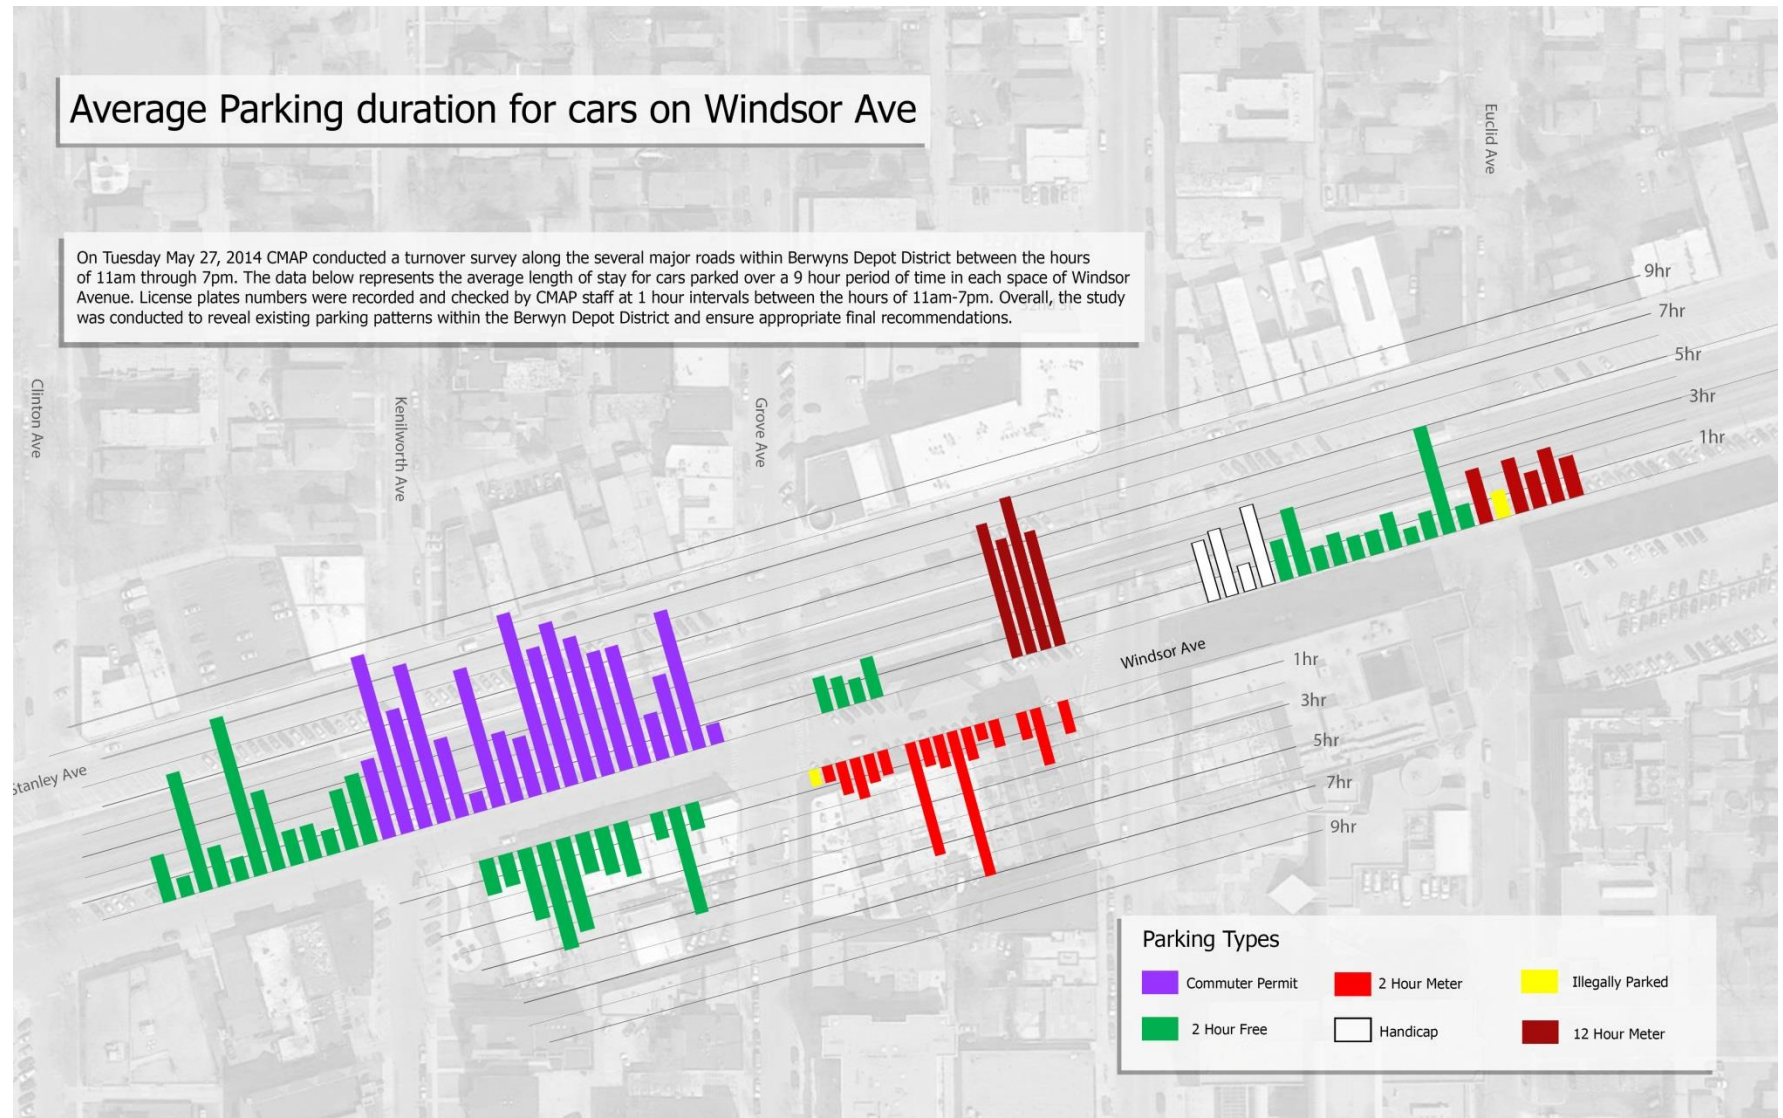 Average Parking duration for cars on Windsor Ave
On Tuesday May 27, 2014 CMAP conducted a turnover survey along the several major roads within Berwyns Depot District between the hours
of 11am through 7pm. The data below represents the average length of stay for cars parked over a 9 hour period of time in each space of Windsor
Avenue. License plates numbers were recorded and checked by CMAP staff at 1 hour intervals between the hours of 11am-7pm. Overall, the study
was conducted to reveal existing parking patterns within the Berwyn Depot District and ensure appropriate final recommendations.
Euclid Ave
9hr
7hr
5hr
3hr
1hr
Clinton Ave
Kenilworth Ave
Grove Ave
Windsor Ave
Stanley Ave
1hr
3hr
5hr
7hr
9hr
Parking Types
Commuter Permit
2 Hour Meter
Illegally Parked
2 Hour Free
Handicap
12 Hour Meter